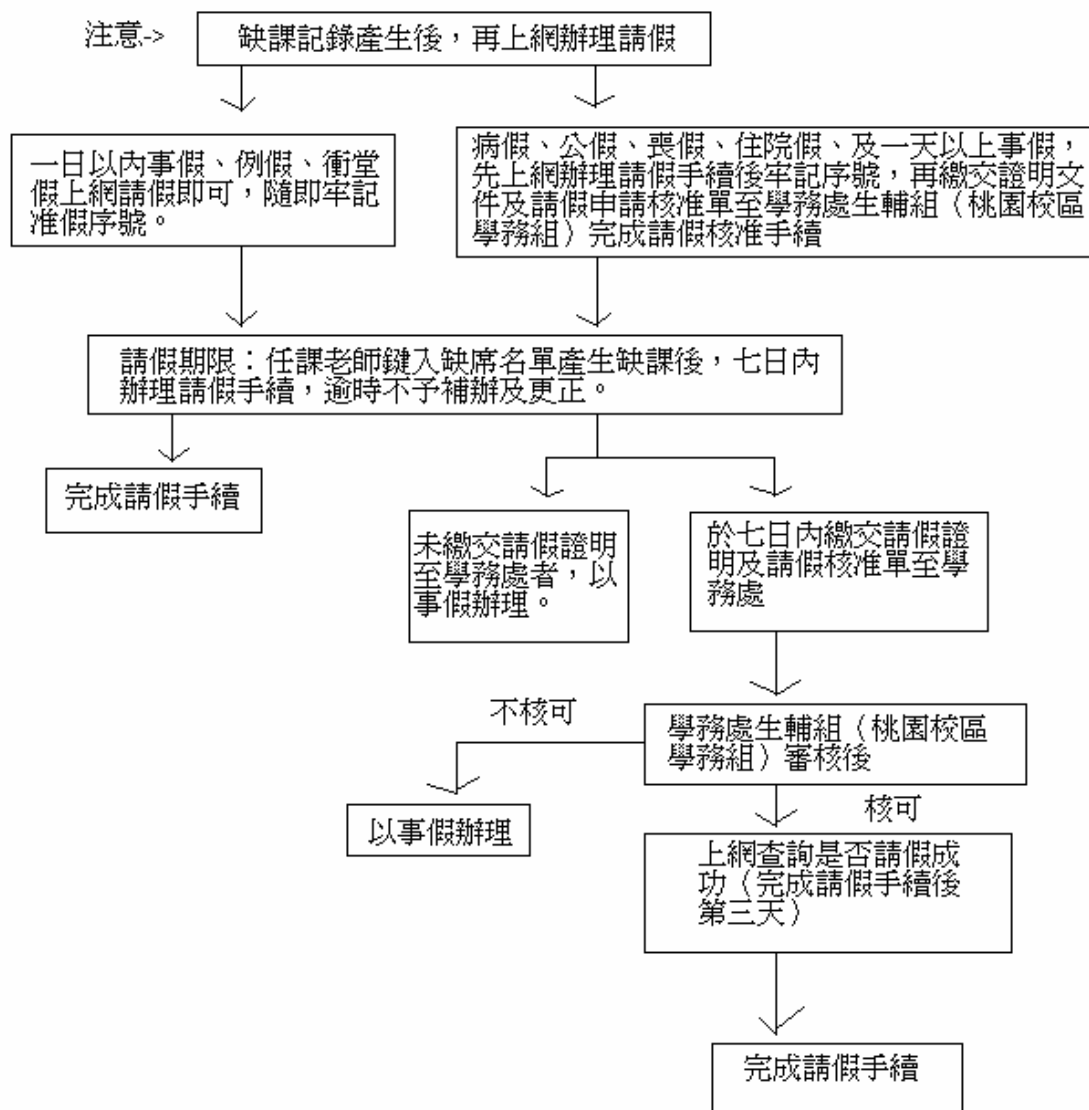 注意->
缺課記錄產生後，再上網辦理請假
一日以內事假、例假、衝堂
假上網請假即可，隨即牢記
准假序號。
病假、公假、喪假、住院假、及一天以上事假，
先上網辦理請假手續後牢記序號，再繳交證明文
件及請假申請核准單至學務處生輔組（桃園校區
學務組）完成請假核准手續
請假期限：任課老師鍵入缺席名單產生缺課後，七日內
辦理請假手續，逾時不予補辦及更正。
完成請假手續
未繳交請假證明
至學務處者，以
事假辦理。
於七日內繳交請假證
明及請假核准單至學
務處
不核可
學務處生輔組（桃園校區
學務組）審核後
以事假辦理
核可
上網查詢是否請假成
功（完成請假手續後
第三天）
完成請假手續